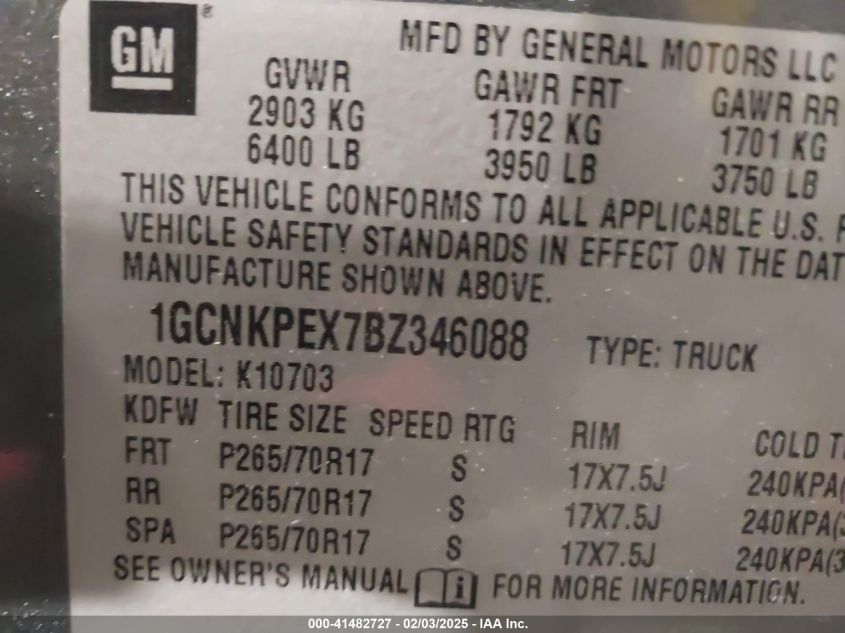 GM ®
MFD BY GENERAL MOTORS LLC
GVWR GAWR FRT GAWR RR
2903 KG 1792 KG 1701 KG
6400 LB 3950 LB 3750 LB
THIS VEHICLE CONFORMS TO ALL APPLICABLE U.S.
VEHICLE SAFETY STANDARDS IN EFFECT ON THE DAT
MANUFACTURE SHOWN ABOVE.
1GCNKPEX7BZ346088 TYPE: TRUCK
MODEL: K10703
KDFW TIRE SIZE SPEED RTG RIM COLD
FRT P265/70R17 S 17X7.5J 240KPA(
RR P265/70R17 S 17X7.5J 240KPA(3
SPA P265/70R17 S 17X7.5J 240KPA(3
SEE OWNER'S MANUAL i FOR MORE INFORMATION.
000-41482727 - 02/03/2025 - IAA Inc.